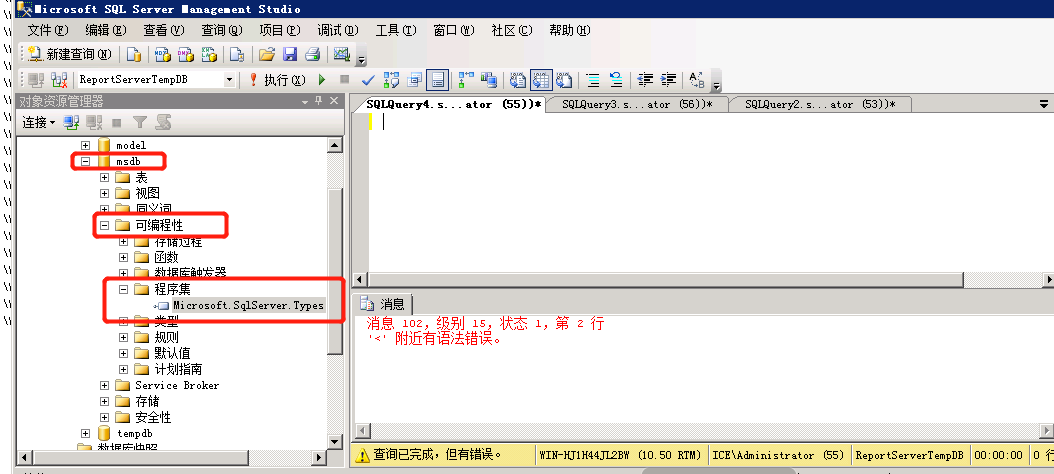 Microsoft SQL Server Management Studio
文件(F) 编辑(E) 查看(V) 查询(Q) 项目(P) 调试(D) 工具(T) 窗口(W) 社区(C) 帮助(H)
新建查询(N)
ReportServerTempDB 执行(X)
对象资源管理器
连接
SQLQuery4.s...ator (55))* SQLQuery3.s...ator (56))* SQLQuery2.s...ator (53))*
model
msdb
表
视图
同义词
可编程性
存储过程
函数
数据库触发器
程序集
Microsoft.SqlServer.Types
类型
规则
默认值
计划指南
Service Broker
存储
安全性
tempdb
数据库快照
消息
消息 102，级别 15，状态 1，第 2 行
'<' 附近有语法错误。
查询已完成，但有错误。 WIN-HJ1H44JL2BW (10.50 RTM) ICE\Administrator (55) ReportServerTempDB 00:00:00 0 行